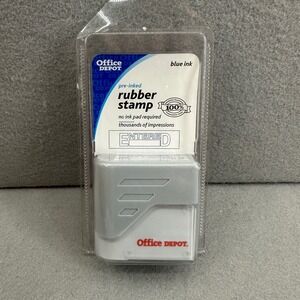 Office
DEPOT
blue ink
pre-inked
rubber
stamp
100%
no ink pad required
thousands of impressions
ENTERED
Office DEPOT.